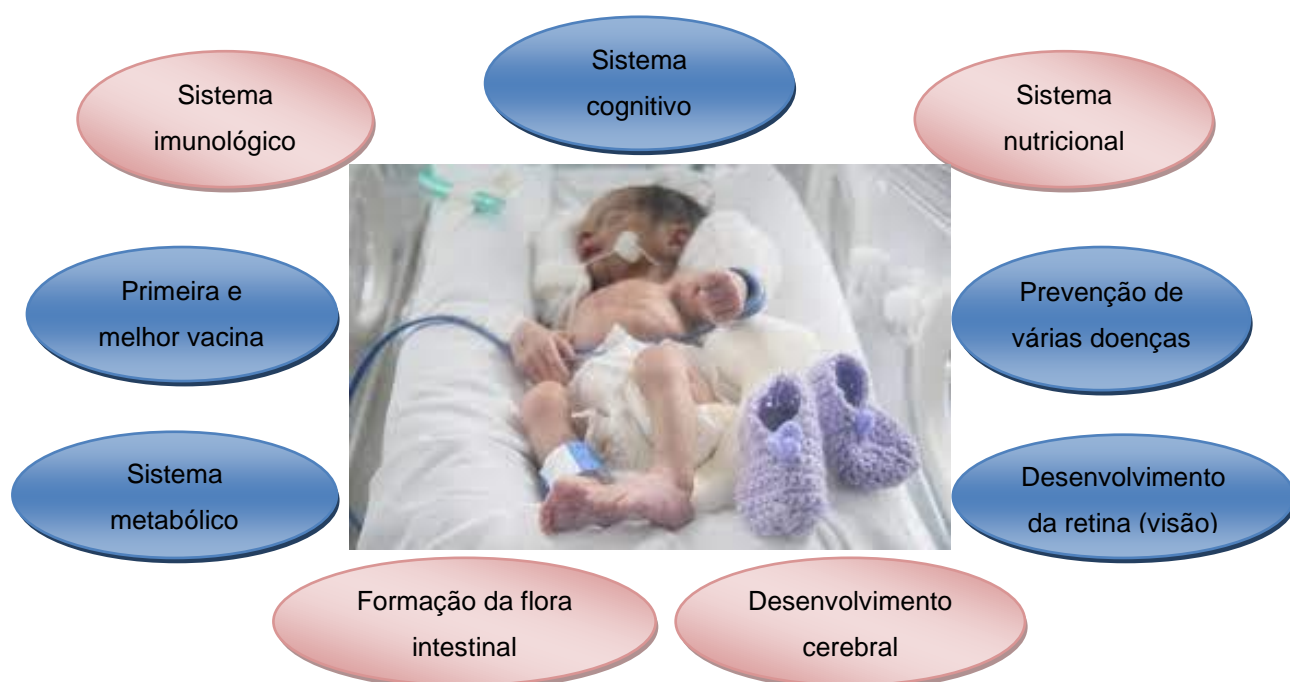 Sistema
cognitivo
Sistema
imunológico
Sistema
nutricional
Primeira e
melhor vacina
Prevenção de
várias doenças
Sistema
metabólico
Desenvolvimento
da retina (visão)
Formação da flora
intestinal
Desenvolvimento
cerebral